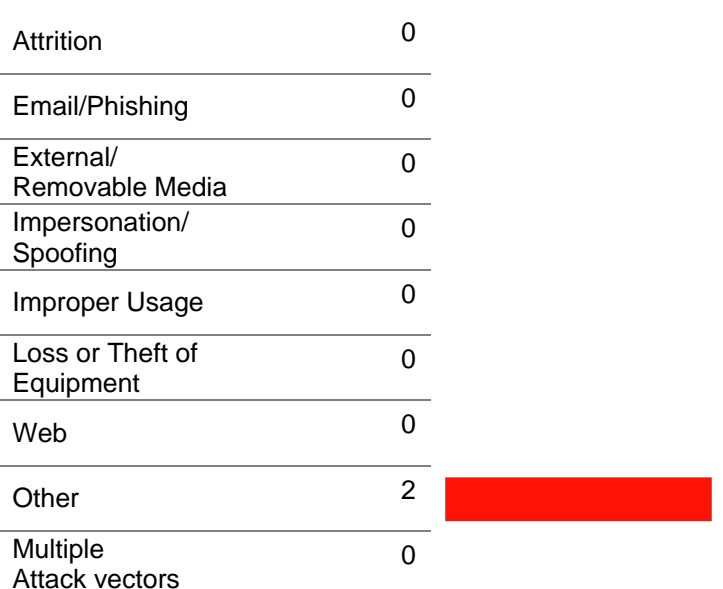 Attrition 0
Email/Phishing 0
External/ 0
Removable Media
Impersonation/ 0
Spoofing
Improper Usage 0
Loss or Theft of 0
Equipment
Web 0
Other 2
Multiple 0
Attack vectors